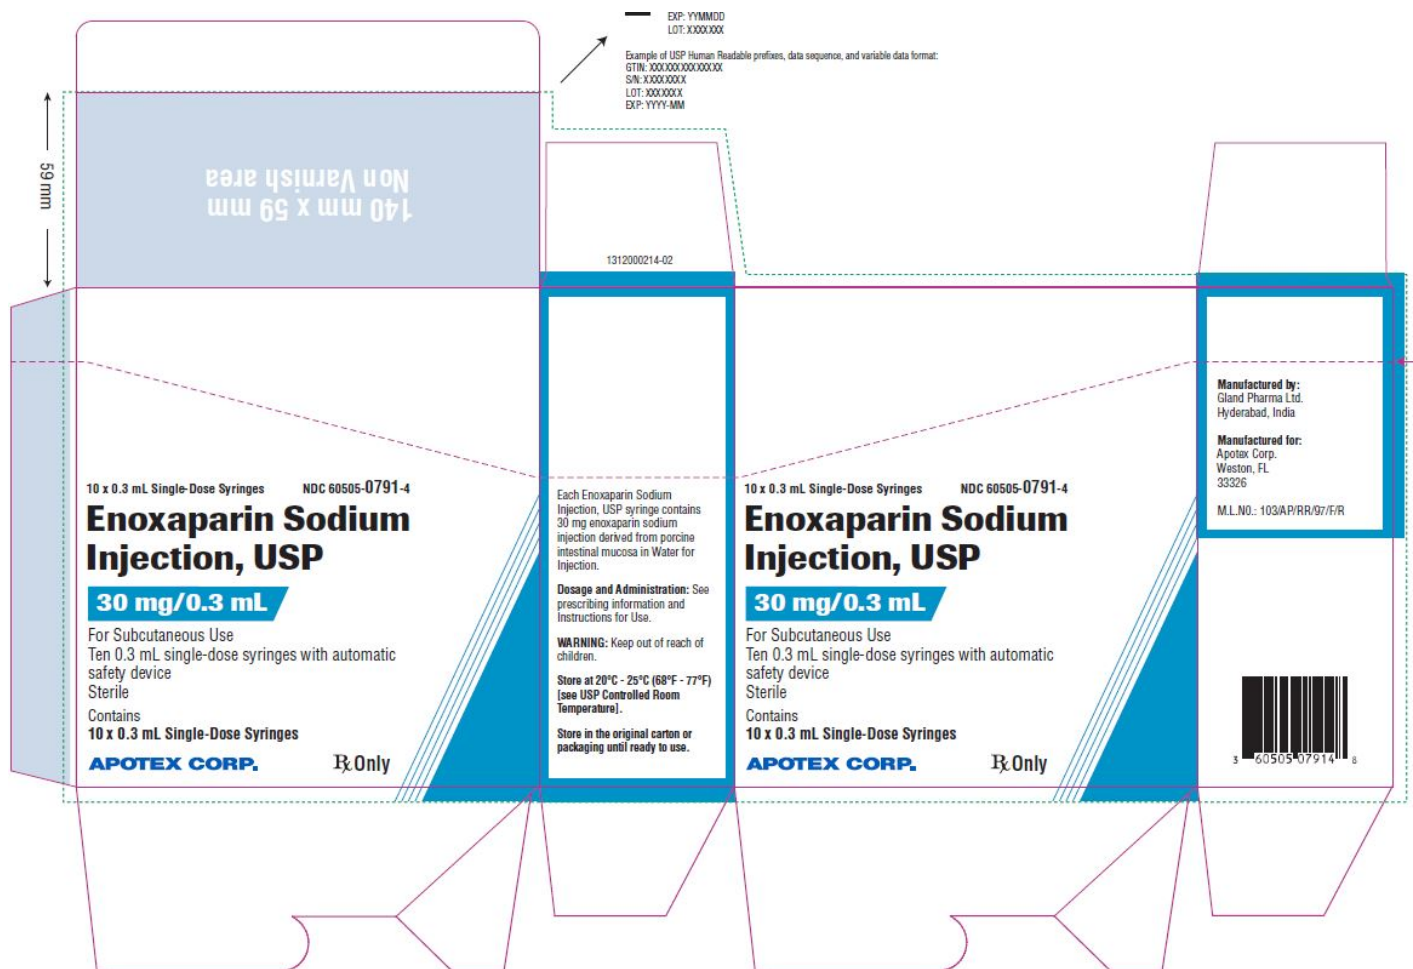 EXP: YYMMDD
LOT: XXXXXXX
Example of USP Human Readable prefixes, data sequence, and variable data format:
GTIN: XXXXXXXXXXXXXX
S/N: XXXXXXXX
LOT: XXXXXXX
EXP: YYYY-MM
59 mm
140 mm x 59 mm
Non Varnish area
1312000214-02
10 x 0.3 mL Single-Dose Syringes NDC 60505-0791-4
Enoxaparin Sodium
Injection, USP
30 mg/0.3 mL
For Subcutaneous Use
Ten 0.3 mL single-dose syringes with automatic
safety device
Sterile
Contains
10 x 0.3 mL Single-Dose Syringes
APOTEX CORP. Rx Only
Each Enoxaparin Sodium
Injection, USP syringe contains
30 mg enoxaparin sodium
injection derived from porcine
intestinal mucosa in Water for
Injection.
Dosage and Administration: See
prescribing information and
Instructions for Use.
WARNING: Keep out of reach of
children.
Store at 20°C - 25°C (68°F - 77°F)
[see USP Controlled Room
Temperature].
Store in the original carton or
packaging until ready to use.
10 x 0.3 mL Single-Dose Syringes NDC 60505-0791-4
Enoxaparin Sodium
Injection, USP
30 mg/0.3 mL
For Subcutaneous Use
Ten 0.3 mL single-dose syringes with automatic
safety device
Sterile
Contains
10 x 0.3 mL Single-Dose Syringes
APOTEX CORP. Rx Only
Manufactured by:
Gland Pharma Ltd.
Hyderabad, India
Manufactured for:
Apotex Corp.
Weston, FL
33326
M.L.N0.: 103/AP/RR/97/F/R
3 60505 07914 8